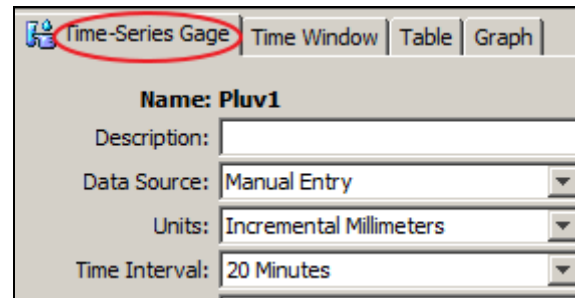 Time-Series Gage Time Window Table Graph
Name: Pluv1
Description:
Data Source: Manual Entry
Units: Incremental Millimeters
Time Interval: 20 Minutes